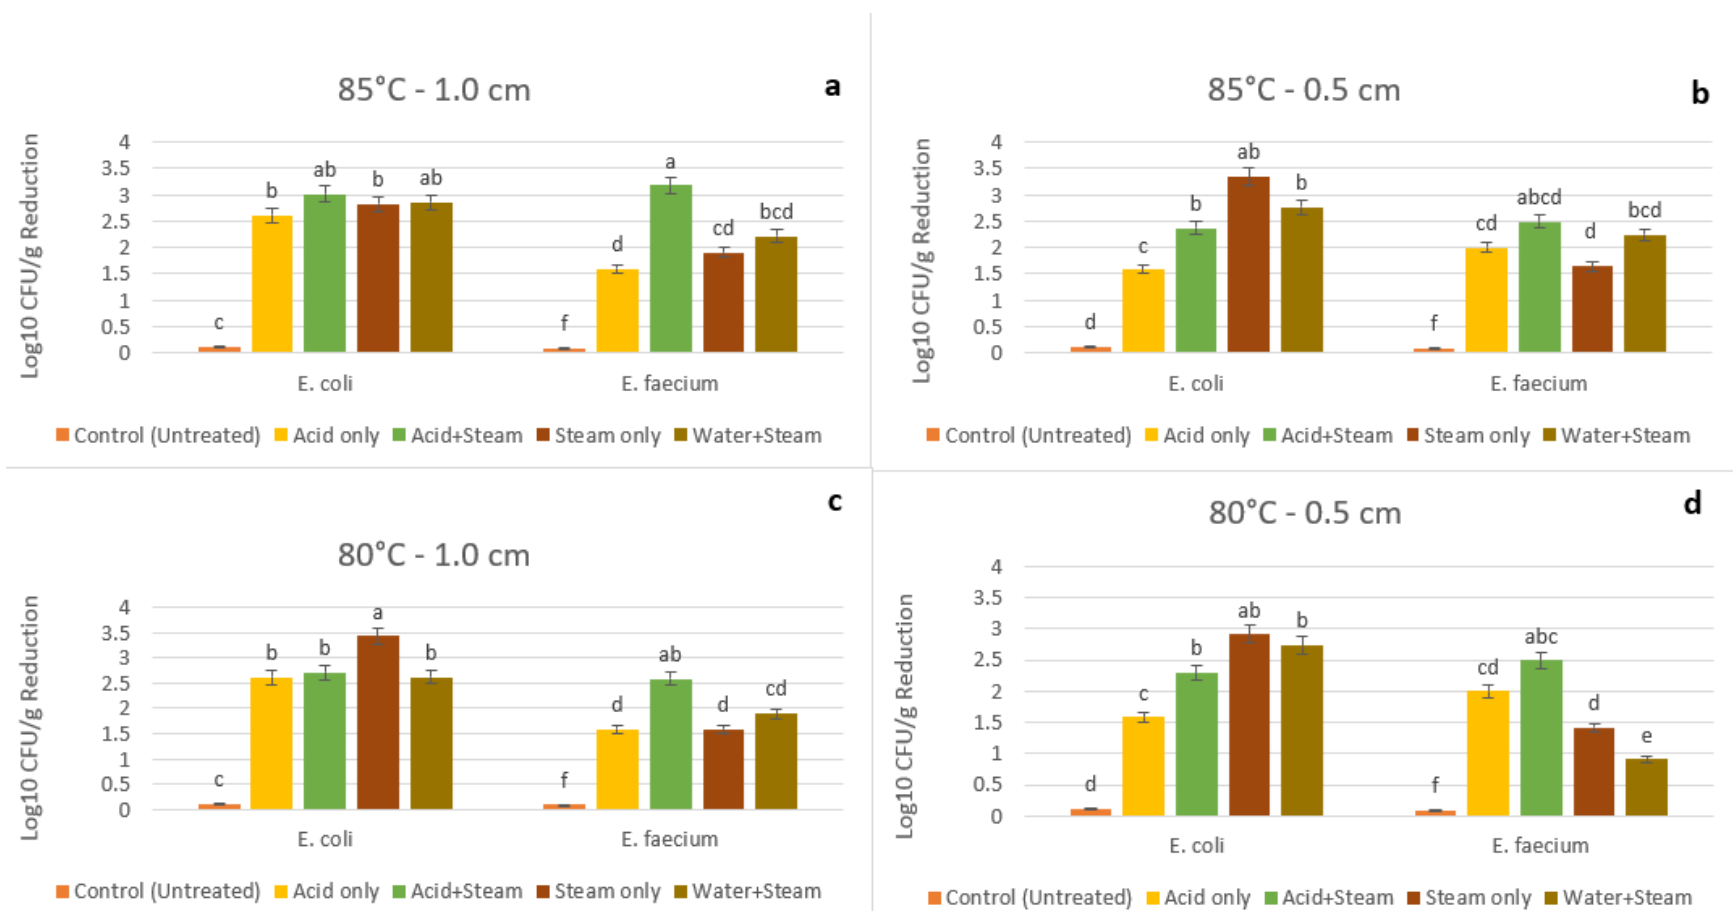 85°C - 1.0 cm
a
Log10 CFU/g Reduction
4
3.5
3
2.5
2
1.5
1
0.5
0
c
b
ab
b
ab
f
d
a
cd
bcd
E. coli
E. faecium
Control (Untreated) Acid only Acid+Steam Steam only Water+Steam
85°C - 0.5 cm
b
Log10 CFU/g Reduction
4
3.5
3
2.5
2
1.5
1
0.5
0
d
c
b
ab
b
f
cd
abcd
d
bcd
E. coli
E. faecium
Control (Untreated) Acid only Acid+Steam Steam only Water+Steam
80°C - 1.0 cm
c
Log10 CFU/g Reduction
4
3.5
3
2.5
2
1.5
1
0.5
0
c
b
b
a
b
f
d
ab
d
cd
E. coli
E. faecium
Control (Untreated) Acid only Acid+Steam Steam only Water+Steam
80°C - 0.5 cm
d
Log10 CFU/g Reduction
4
3.5
3
2.5
2
1.5
1
0.5
0
d
c
b
ab
b
f
cd
abc
d
e
E. coli
E. faecium
Control (Untreated) Acid only Acid+Steam Steam only Water+Steam